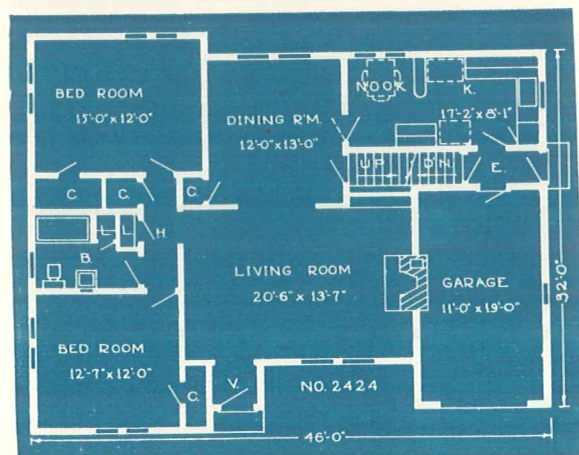 BED ROOM
15'-0" x 12'-0"
DINING R'M.
12'-0" x 13'-0"
NOOK
K.
17'-2" x 8'-1"
UP
D'N.
E.
C.
C.
C.
L.
L.
H.
B.
LIVING ROOM
20'-6" x 13'-7"
GARAGE
11'-0" x 19'-0"
BED ROOM
12'-7" x 12'-0"
C.
V.
NO. 2424
32'-0"
46'-0"